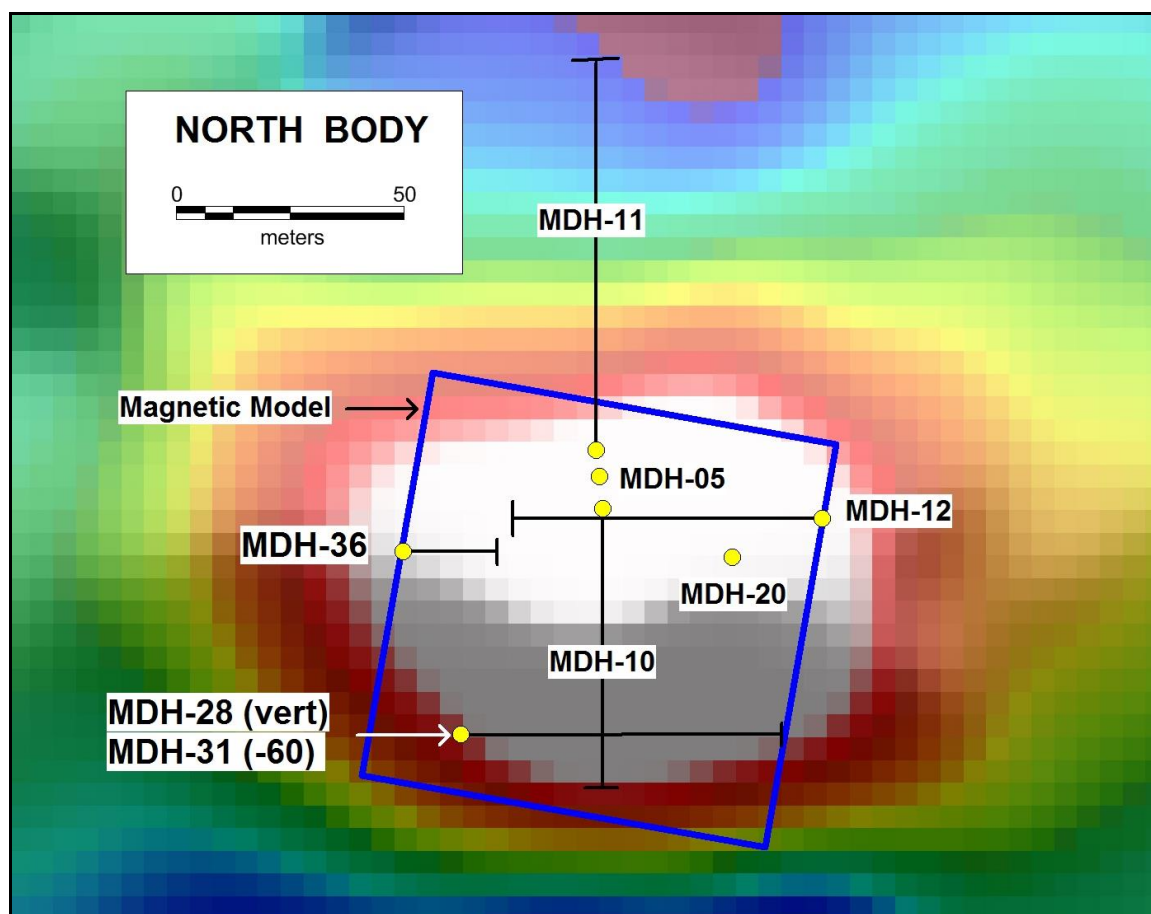 NORTH BODY
0 50
meters
MDH-11
Magnetic Model
MDH-05
MDH-12
MDH-36
MDH-20
MDH-10
MDH-28 (vert)
MDH-31 (-60)